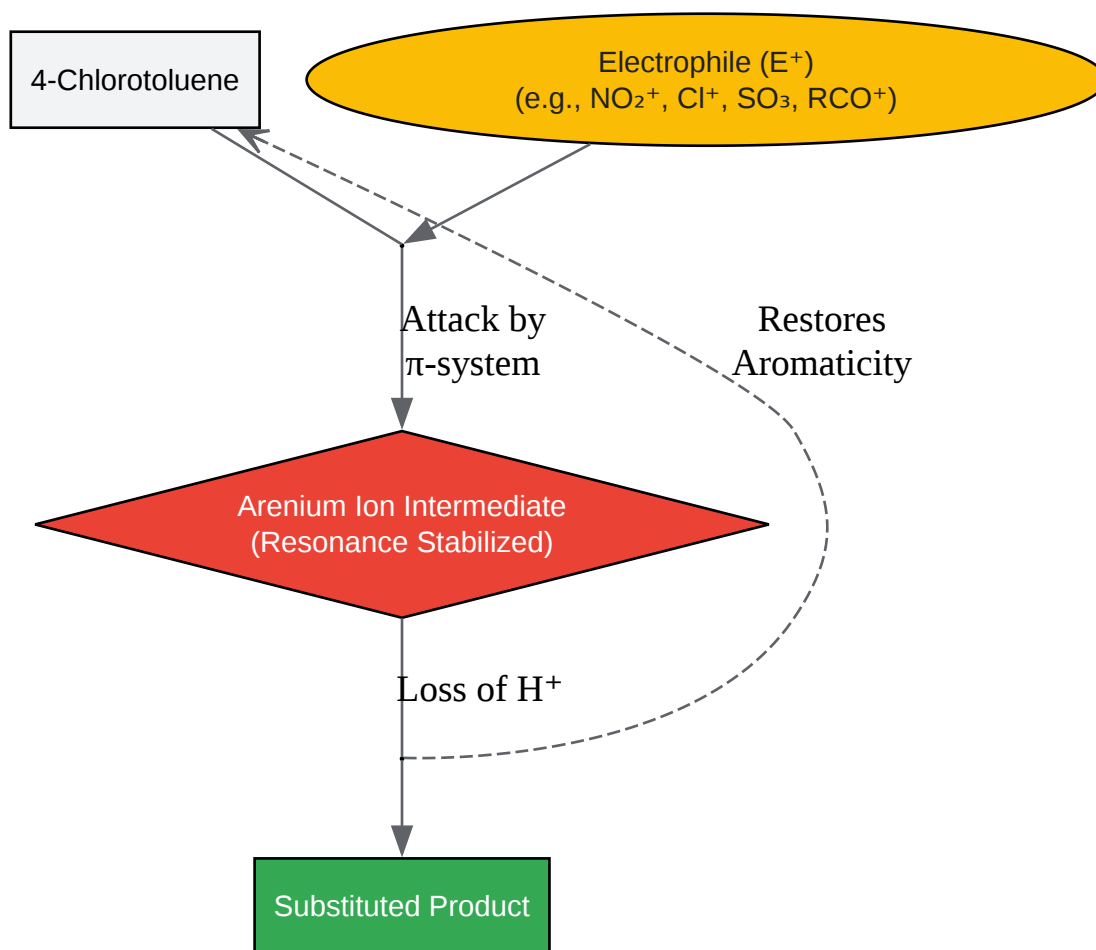 4-Chlorotoluene
Electrophile (E⁺)
(e.g., NO₂⁺, Cl⁺, SO₃, RCO⁺)
Attack by
π-system
Restores
Aromaticity
Arenium Ion Intermediate
(Resonance Stabilized)
Loss of H⁺
Substituted Product